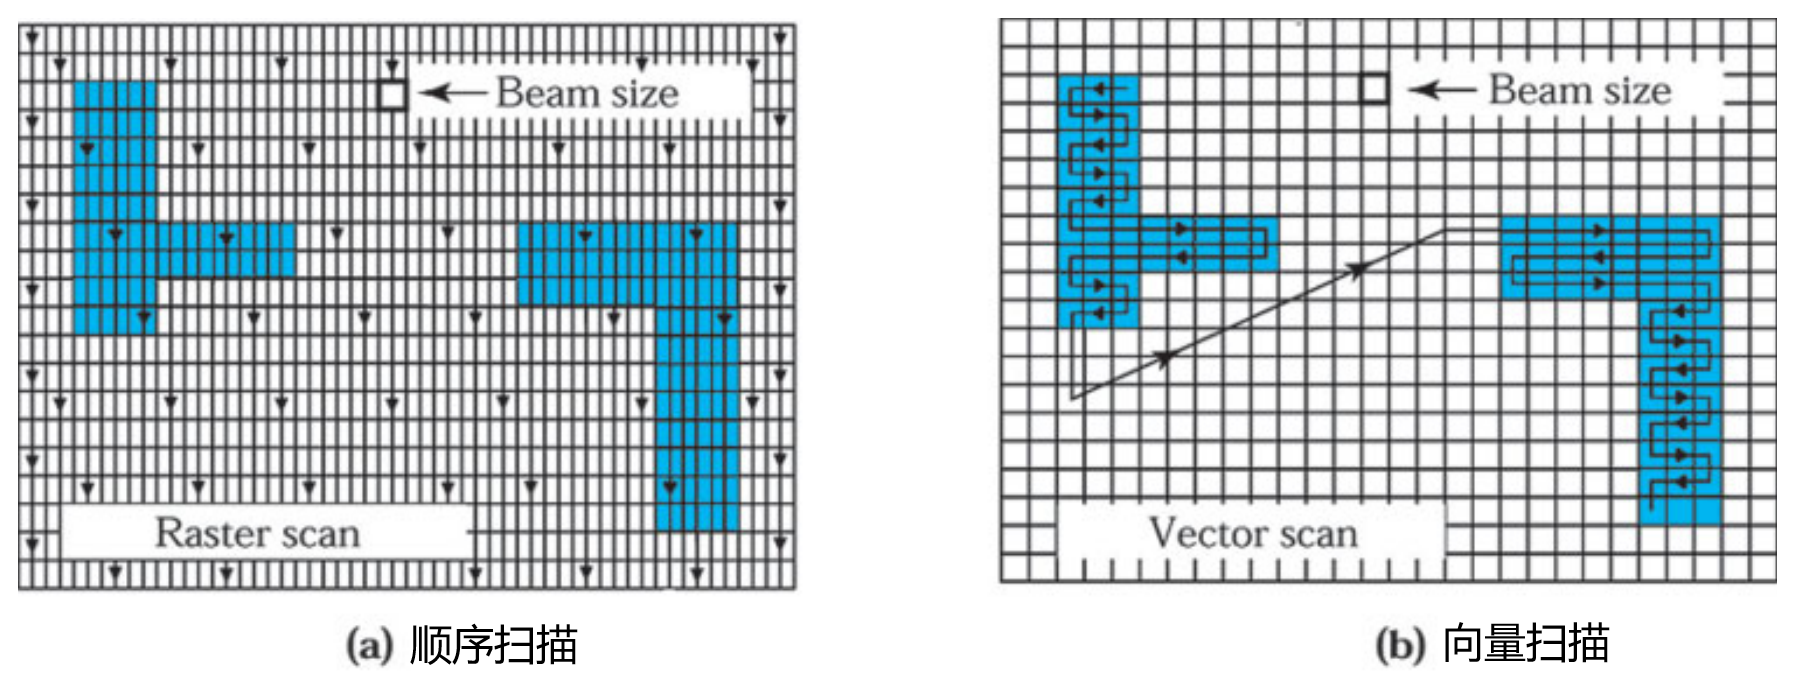 Beam size
Raster scan
(a) 顺序扫描
Beam size
Vector scan
(b) 向量扫描